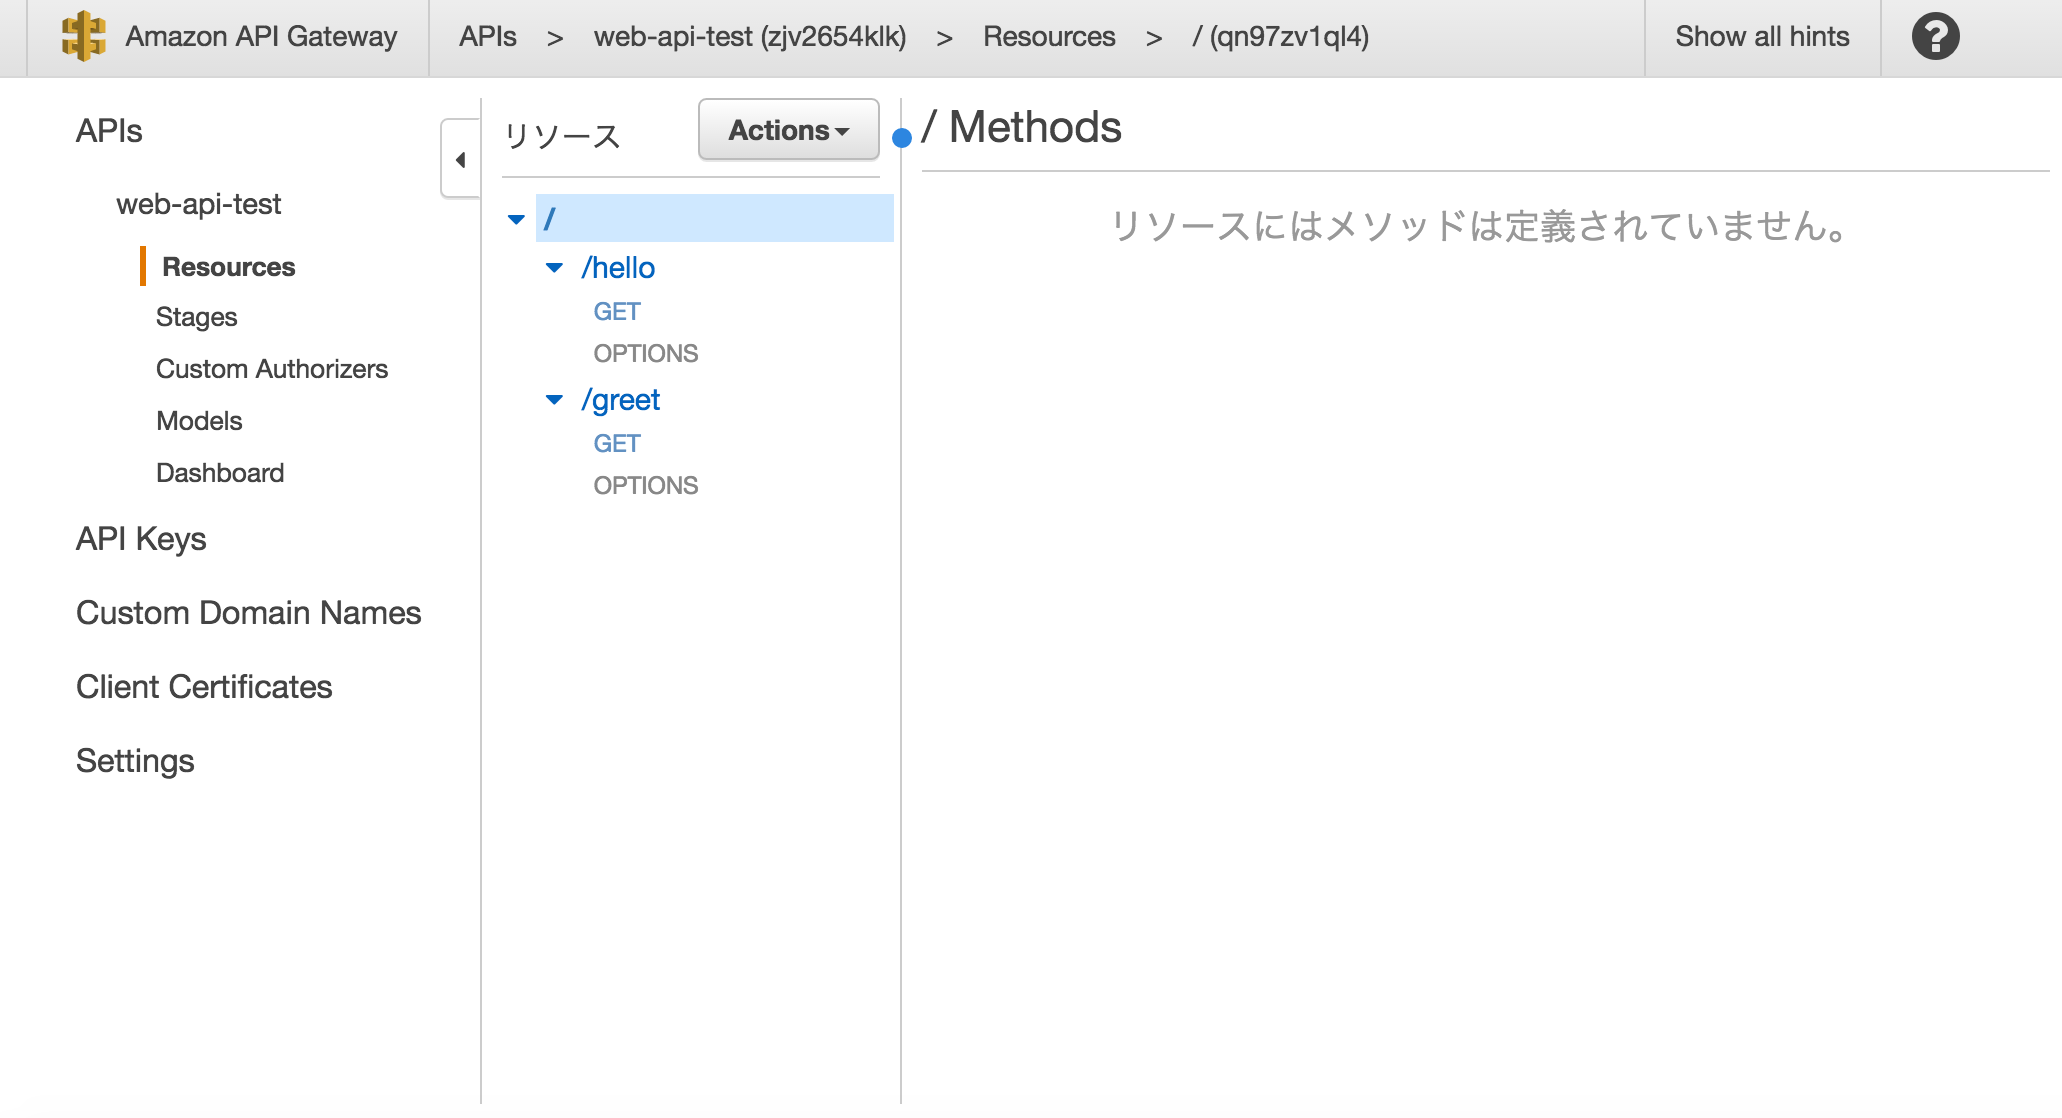 Amazon API Gateway
APIs > web-api-test (zjv2654klk) > Resources > / (qn97zv1ql4)
Show all hints
?
APIs
web-api-test
Resources
Stages
Custom Authorizers
Models
Dashboard
API Keys
Custom Domain Names
Client Certificates
Settings
リソース
Actions
/
/hello
GET
OPTIONS
/greet
GET
OPTIONS
/ Methods
リソースにはメソッドは定義されていません。